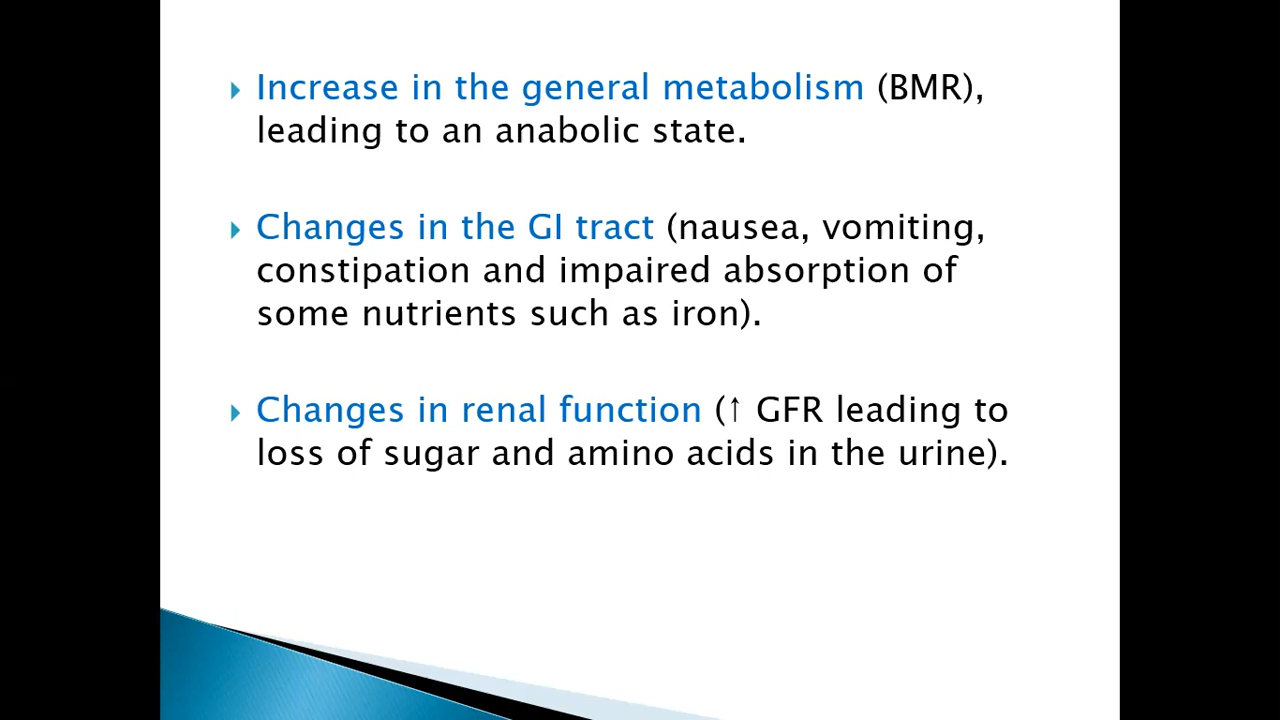 Increase in the general metabolism (BMR),
leading to an anabolic state.
Changes in the GI tract (nausea, vomiting,
constipation and impaired absorption of
some nutrients such as iron).
Changes in renal function (↑ GFR leading to
loss of sugar and amino acids in the urine).